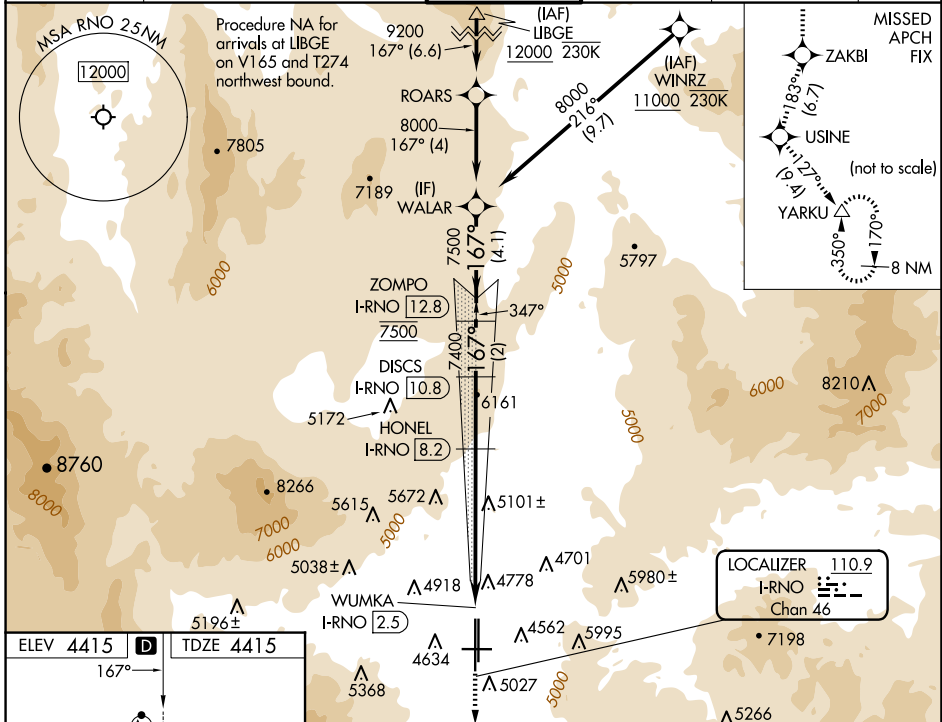 MSA RNO 25NM
12000
Procedure NA for
arrivals at LIBGE
on V165 and T274
northwest bound.
(IAF)
LIBGE
12000 230K
9200
167° (6.6)
ROARS
8000
167° (4)
(IAF)
WINRZ
11000 230K
8000
216°
(9.7)
MISSED
APCH
FIX
ZAKBI
183°
(6.7)
USINE
127°
(9.4)
(not to scale)
YARKU
350°
170°
8 NM
7805
7189
(IF)
WALAR
7500
167°
(4.1)
5797
6000
5000
ZOMPO
I-RNO 12.8
7500
347°
7400
167°
(2)
DISCS
I-RNO 10.8
6161
5172
HONEL
I-RNO 8.2
6000
8210
7000
5000
8760
8000
8266
7000
6000
5615
5672
5000
5101±
5038±
4918
4778
4701
5980±
WUMKA
I-RNO 2.5
5196±
LOCALIZER 110.9
I-RNO
Chan 46
4634
4562
5995
7198
5368
5027
5000
5266
ELEV 4415
D
TDZE 4415
167°